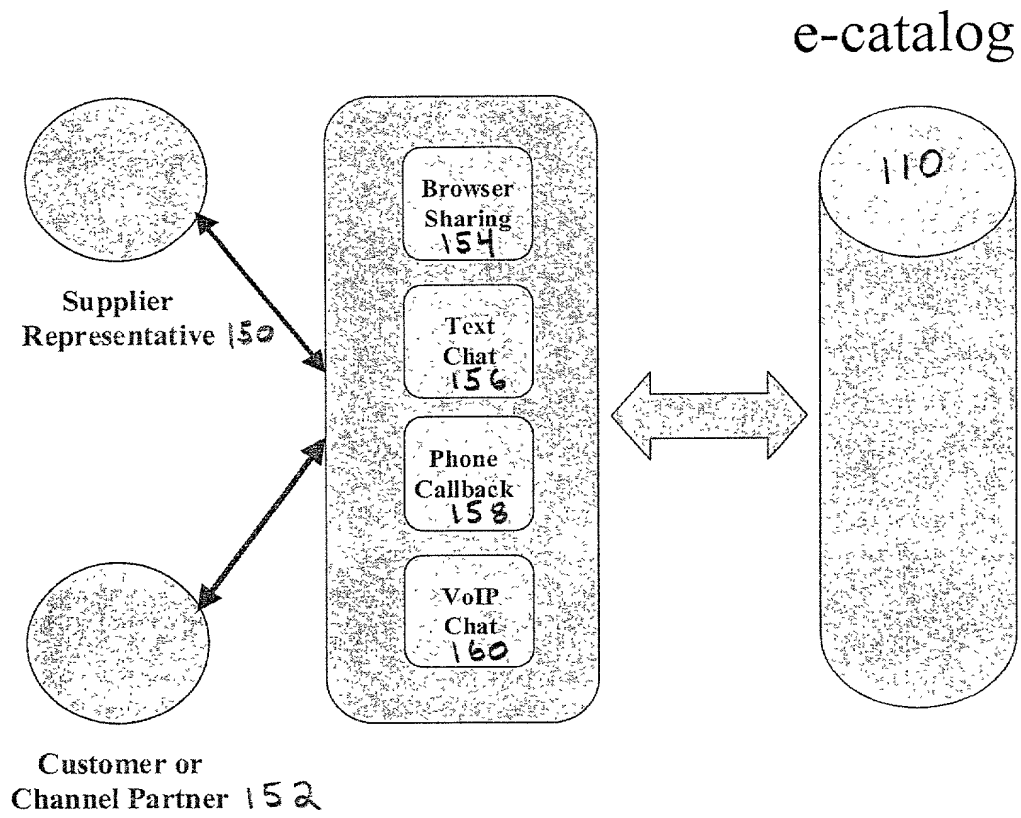 e-catalog
110
Browser
Sharing
154
Supplier
Representative 150
Text
Chat
156
Phone
Callback
158
VoIP
Chat
160
Customer or
Channel Partner 152